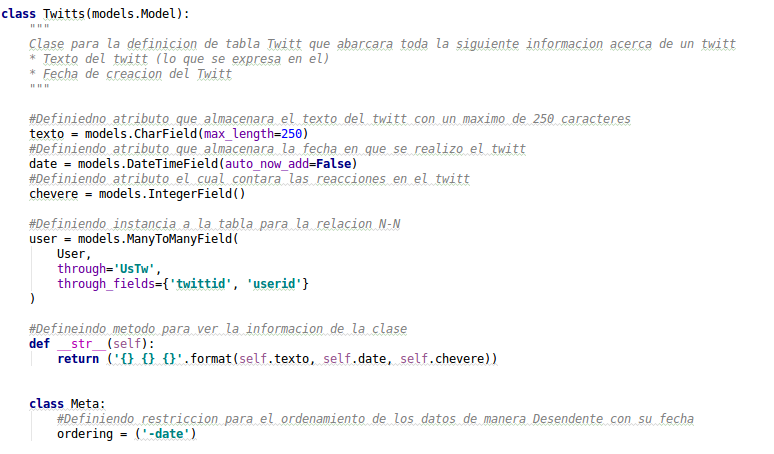 class Twitts(models.Model):
    """
    Clase para la definicion de tabla Twitt que abarcara toda la siguiente informacion acerca de un twitt
    * Texto del twitt (lo que se expresa en el)
    * Fecha de creacion del Twitt
    """
    #Definiedno atributo que almacenara el texto del twitt con un maximo de 250 caracteres
    texto = models.CharField(max_length=250)
    #Definiendo atributo que almacenara la fecha en que se realizo el twitt
    date = models.DateTimeField(auto_now_add=False)
    #Definiendo atributo el cual contara las reacciones en el twitt
    chevere = models.IntegerField()
    #Definiendo instancia a la tabla para la relacion N-N
    user = models.ManyToManyField(
        User,
        through='UsTw',
        through_fields={'twittid', 'userid'}
    )
    #Defineindo metodo para ver la informacion de la clase
    def __str__(self):
        return ('{} {} {}'.format(self.texto, self.date, self.chevere))
    class Meta:
        #Definiendo restriccion para el ordenamiento de los datos de manera Desendente con su fecha
        ordering = ('-date')